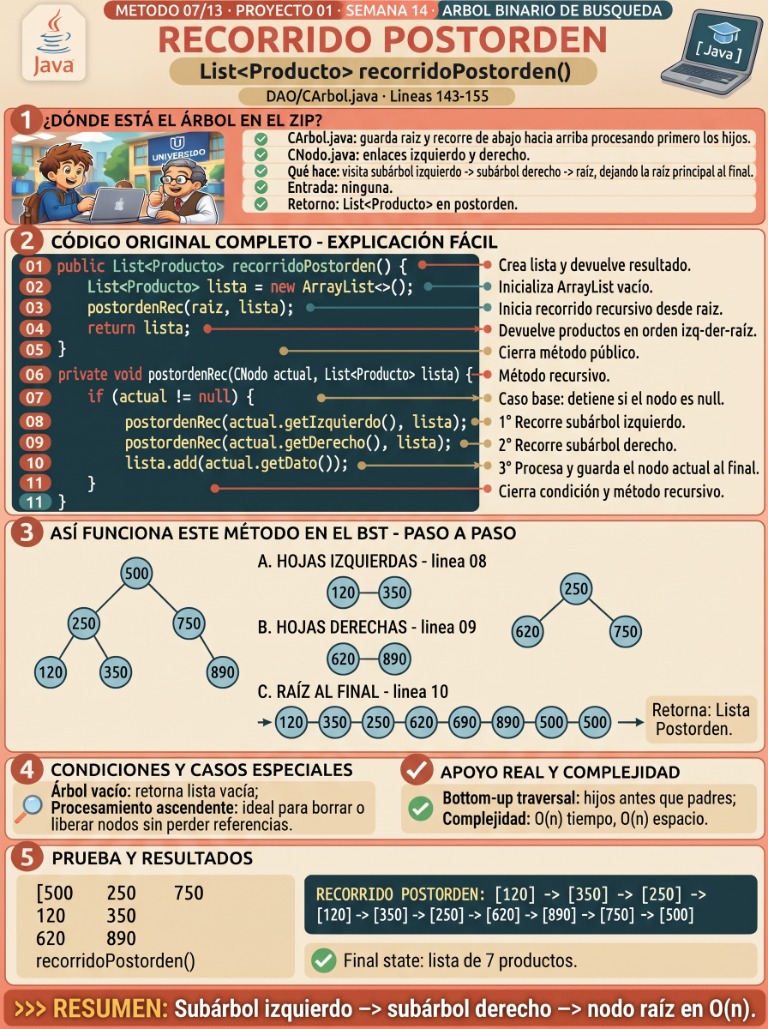 METODO 07/13 · PROYECTO 01 · SEMANA 14 · ARBOL BINARIO DE BUSQUEDA
Java
RECORRIDO POSTORDEN
[ Java ]
List<Producto> recorridoPostorden()
DAO/CArbol.java · Lineas 143-155
1 ¿DÓNDE ESTÁ EL ÁRBOL EN EL ZIP?
UNIVERSIDO
CArbol.java: guarda raiz y recorre de abajo hacia arriba procesando primero los hijos.
CNodo.java: enlaces izquierdo y derecho.
Qué hace: visita subárbol izquierdo -> subárbol derecho -> raíz, dejando la raíz principal al final.
Entrada: ninguna.
Retorno: List<Producto> en postorden.
2 CÓDIGO ORIGINAL COMPLETO - EXPLICACIÓN FÁCIL
01 public List<Producto> recorridoPostorden() { Crea lista y devuelve resultado.
02 List<Producto> lista = new ArrayList<>(); Inicializa ArrayList vacío.
03 postordenRec(raiz, lista); Inicia recorrido recursivo desde raiz.
04 return lista; Devuelve productos en orden izq-der-raíz.
05 } Cierra método público.
06 private void postordenRec(CNodo actual, List<Producto> lista) { Método recursivo.
07 if (actual != null) { Caso base: detiene si el nodo es null.
08 postordenRec(actual.getIzquierdo(), lista); 1° Recorre subárbol izquierdo.
09 postordenRec(actual.getDerecho(), lista); 2° Recorre subárbol derecho.
10 lista.add(actual.getDato()); 3° Procesa y guarda el nodo actual al final.
11 } Cierra condición y método recursivo.
11 }
3 ASÍ FUNCIONA ESTE MÉTODO EN EL BST - PASO A PASO
500
250 750
120 350 890
A. HOJAS IZQUIERDAS - linea 08
120 350
B. HOJAS DERECHAS - linea 09
620 890
C. RAÍZ AL FINAL - linea 10
120 350 250 620 690 890 500 500
250
620 750
Retorna: Lista
Postorden.
4 CONDICIONES Y CASOS ESPECIALES
Árbol vacío: retorna lista vacía;
Procesamiento ascendente: ideal para borrar o
liberar nodos sin perder referencias.
APOYO REAL Y COMPLEJIDAD
Bottom-up traversal: hijos antes que padres;
Complejidad: O(n) tiempo, O(n) espacio.
5 PRUEBA Y RESULTADOS
[500 250 750
120 350
620 890
recorridoPostorden()
RECORRIDO POSTORDEN: [120] -> [350] -> [250] ->
[120] -> [350] -> [250] -> [620] -> [890] -> [750] -> [500]
Final state: lista de 7 productos.
>>> RESUMEN: Subárbol izquierdo —> subárbol derecho —> nodo raíz en O(n).